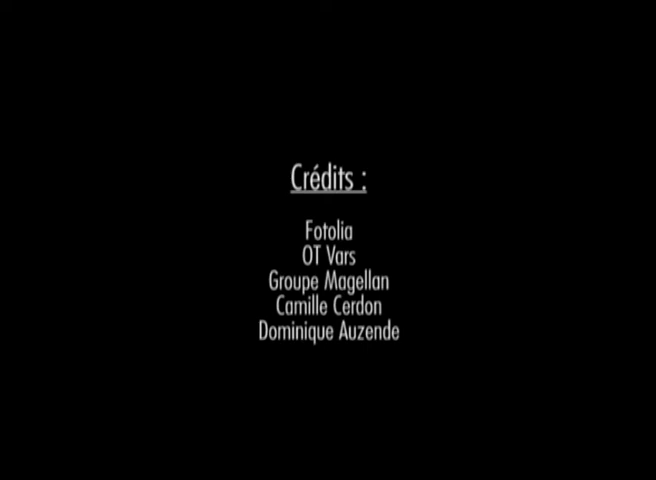 Crédits :
Fotolia
OT Vars
Groupe Magellan
Camille Cerdon
Dominique Auzende